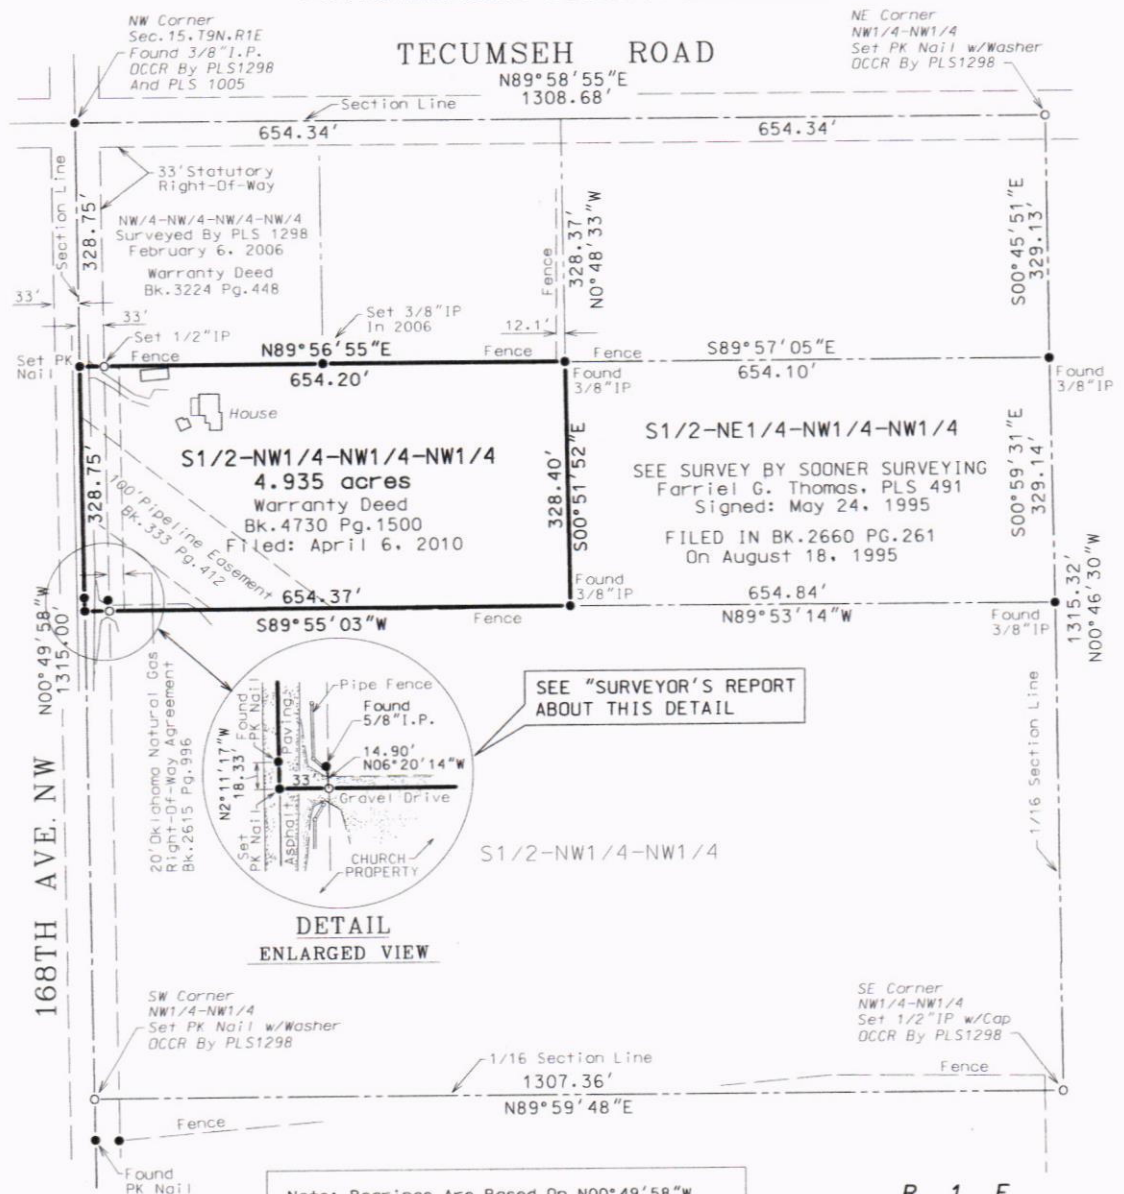 NW Corner
Sec.15.T9N.R1E
Found 3/8"I.P.
OCCR By PLS1298
And PLS 1005
TECUMSEH ROAD
N89°58'55"E
1308.68'
NE Corner
NW1/4-NW1/4
Set PK Nail w/Washer
OCCR By PLS1298
Section Line
654.34'
654.34'
Section Line
328.75'
33'Statutory
Right-Of-Way
NW/4-NW/4-NW/4-NW/4
Surveyed By PLS 1298
February 6, 2006
Warranty Deed
Bk.3224 Pg.448
Fence
328.37'
N0°48'33"W
S00°45'51"E
329.13'
33'
33'
Set 1/2"IP
Set 3/8"IP
In 2006
12.1'
Set PK
Nail
Fence
N89°56'55"E
Fence
Fence
S89°57'05"E
654.20'
Found
3/8"IP
654.10'
Found
3/8"IP
House
S1/2-NW1/4-NW1/4-NW1/4
4.935 acres
Warranty Deed
Bk.4730 Pg.1500
Filed: April 6, 2010
328.75'
100'Pipeline Easement
Bk.333 Pg.412
328.40'
S00°51'52"E
S1/2-NE1/4-NW1/4-NW1/4
SEE SURVEY BY SOONER SURVEYING
Farriel G. Thomas, PLS 491
Signed: May 24, 1995
FILED IN BK.2660 PG.261
On August 18, 1995
S00°59'31"E
329.14'
Found
3/8"IP
654.37'
S89°55'03"W
Fence
654.84'
N89°53'14"W
Found
3/8"IP
1315.32'
N00°46'30"W
N00°49'58"W
1315.00'
20'Oklahoma Natural Gas
Right-Of-Way Agreement
Bk.2615 Pg.996
SEE "SURVEYOR'S REPORT
ABOUT THIS DETAIL
Pipe Fence
Found
5/8"I.P.
14.90'
N06°20'14"W
N2°11'17"W
18.33'
Found
PK Nail
Set
PK Nail
Asphalt Paving
33'
Gravel Drive
CHURCH
PROPERTY
DETAIL
ENLARGED VIEW
S1/2-NW1/4-NW1/4
1/16 Section Line
168TH AVE. NW
SW Corner
NW1/4-NW1/4
Set PK Nail w/Washer
OCCR By PLS1298
SE Corner
NW1/4-NW1/4
Set 1/2"IP w/Cap
OCCR By PLS1298
1/16 Section Line
1307.36'
N89°59'48"E
Fence
Fence
Found
PK Nail
Note: Bearings Are Based On N00°49'58"W
R 1 E